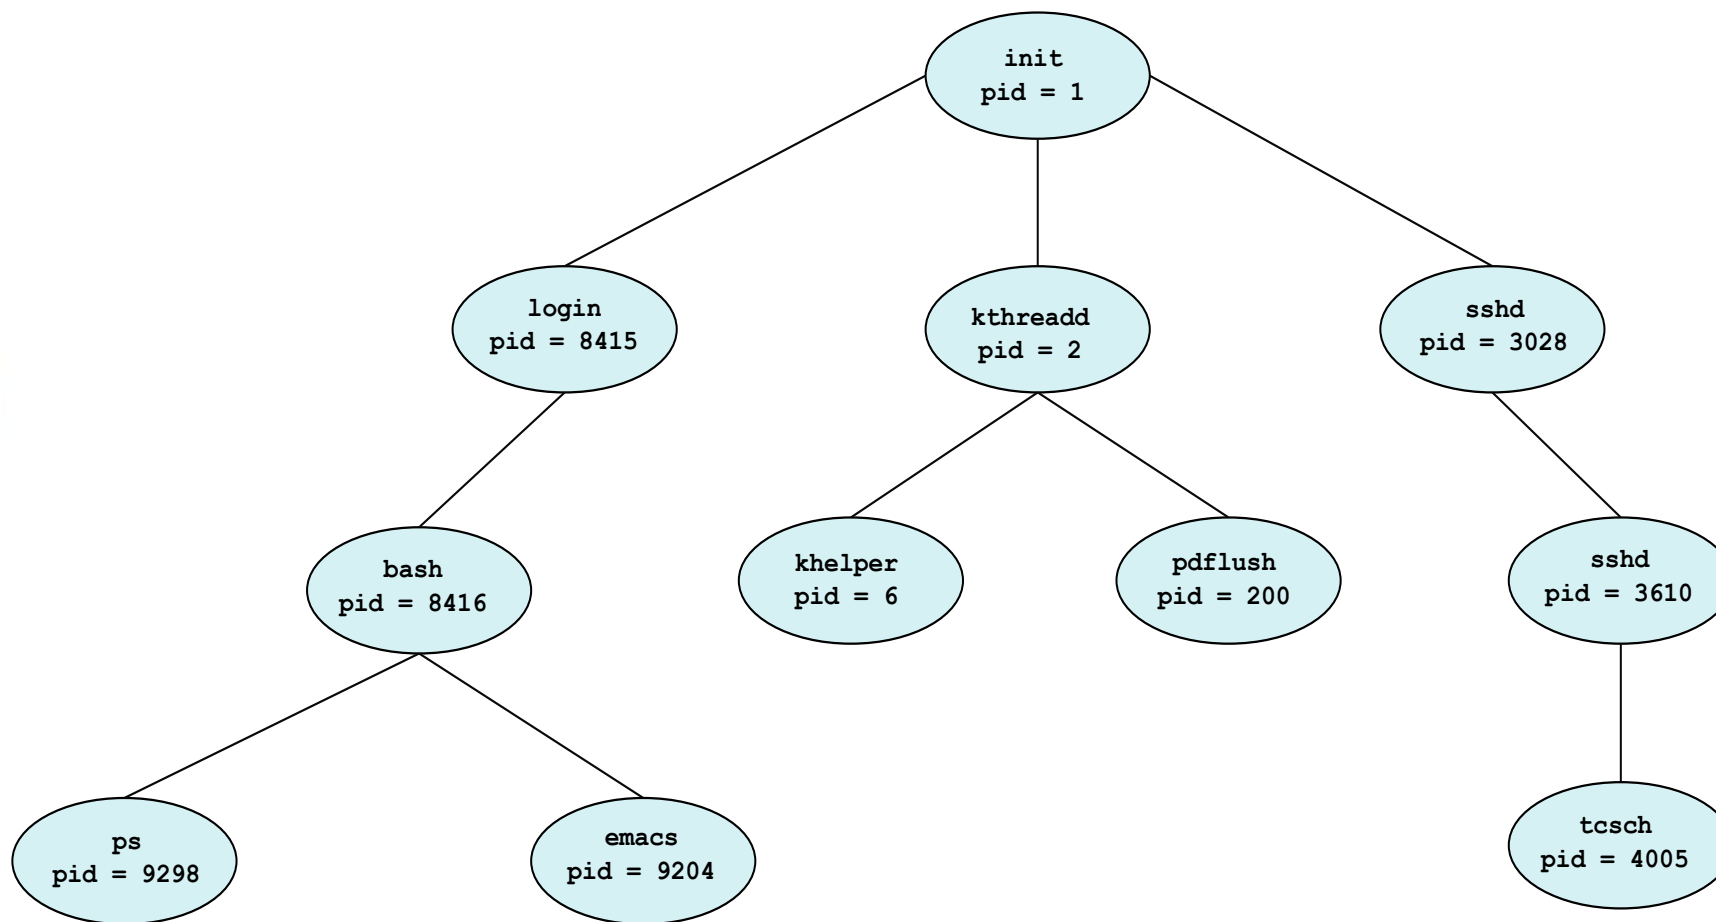 init
pid = 1
login
pid = 8415
kthreadd
pid = 2
sshd
pid = 3028
bash
pid = 8416
khelper
pid = 6
pdflush
pid = 200
sshd
pid = 3610
ps
pid = 9298
emacs
pid = 9204
tcsch
pid = 4005